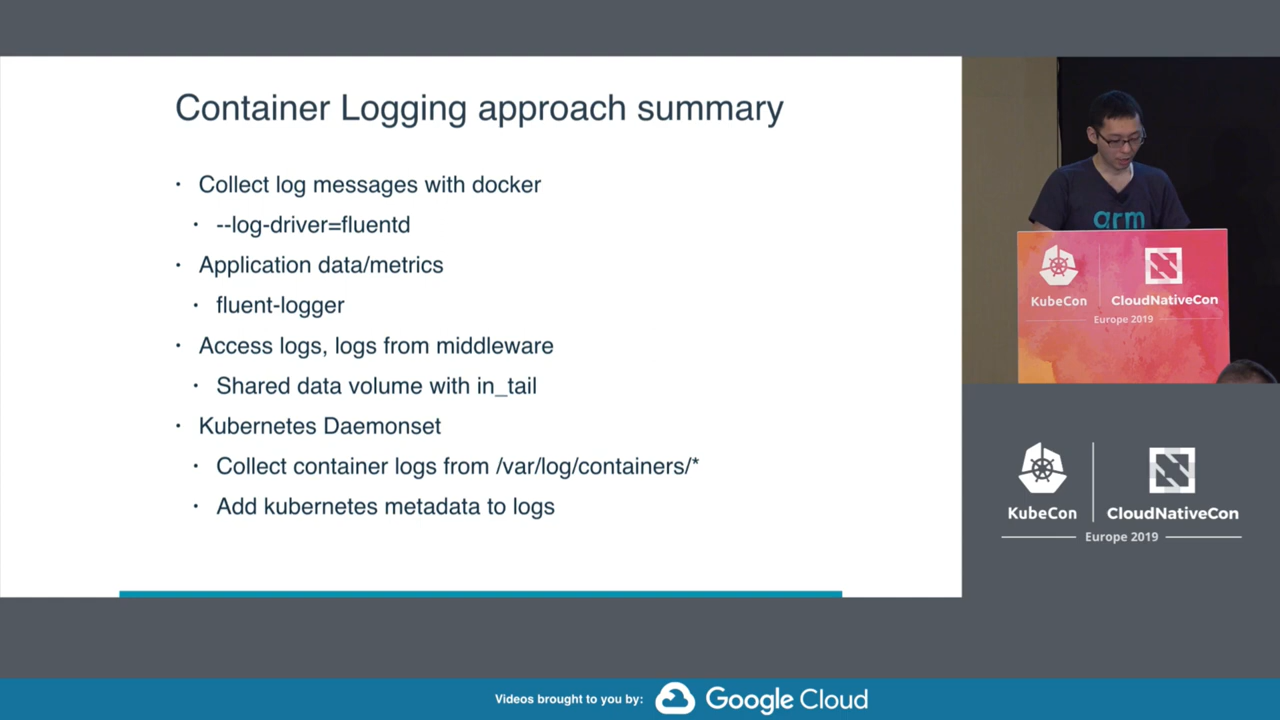 Container Logging approach summary
· Collect log messages with docker
· --log-driver=fluentd
· Application data/metrics
· fluent-logger
· Access logs, logs from middleware
· Shared data volume with in_tail
· Kubernetes Daemonset
· Collect container logs from /var/log/containers/*
· Add kubernetes metadata to logs
arm
KubeCon
CloudNativeCon
Europe 2019
KubeCon
CloudNativeCon
Europe 2019
Videos brought to you by:
Google Cloud